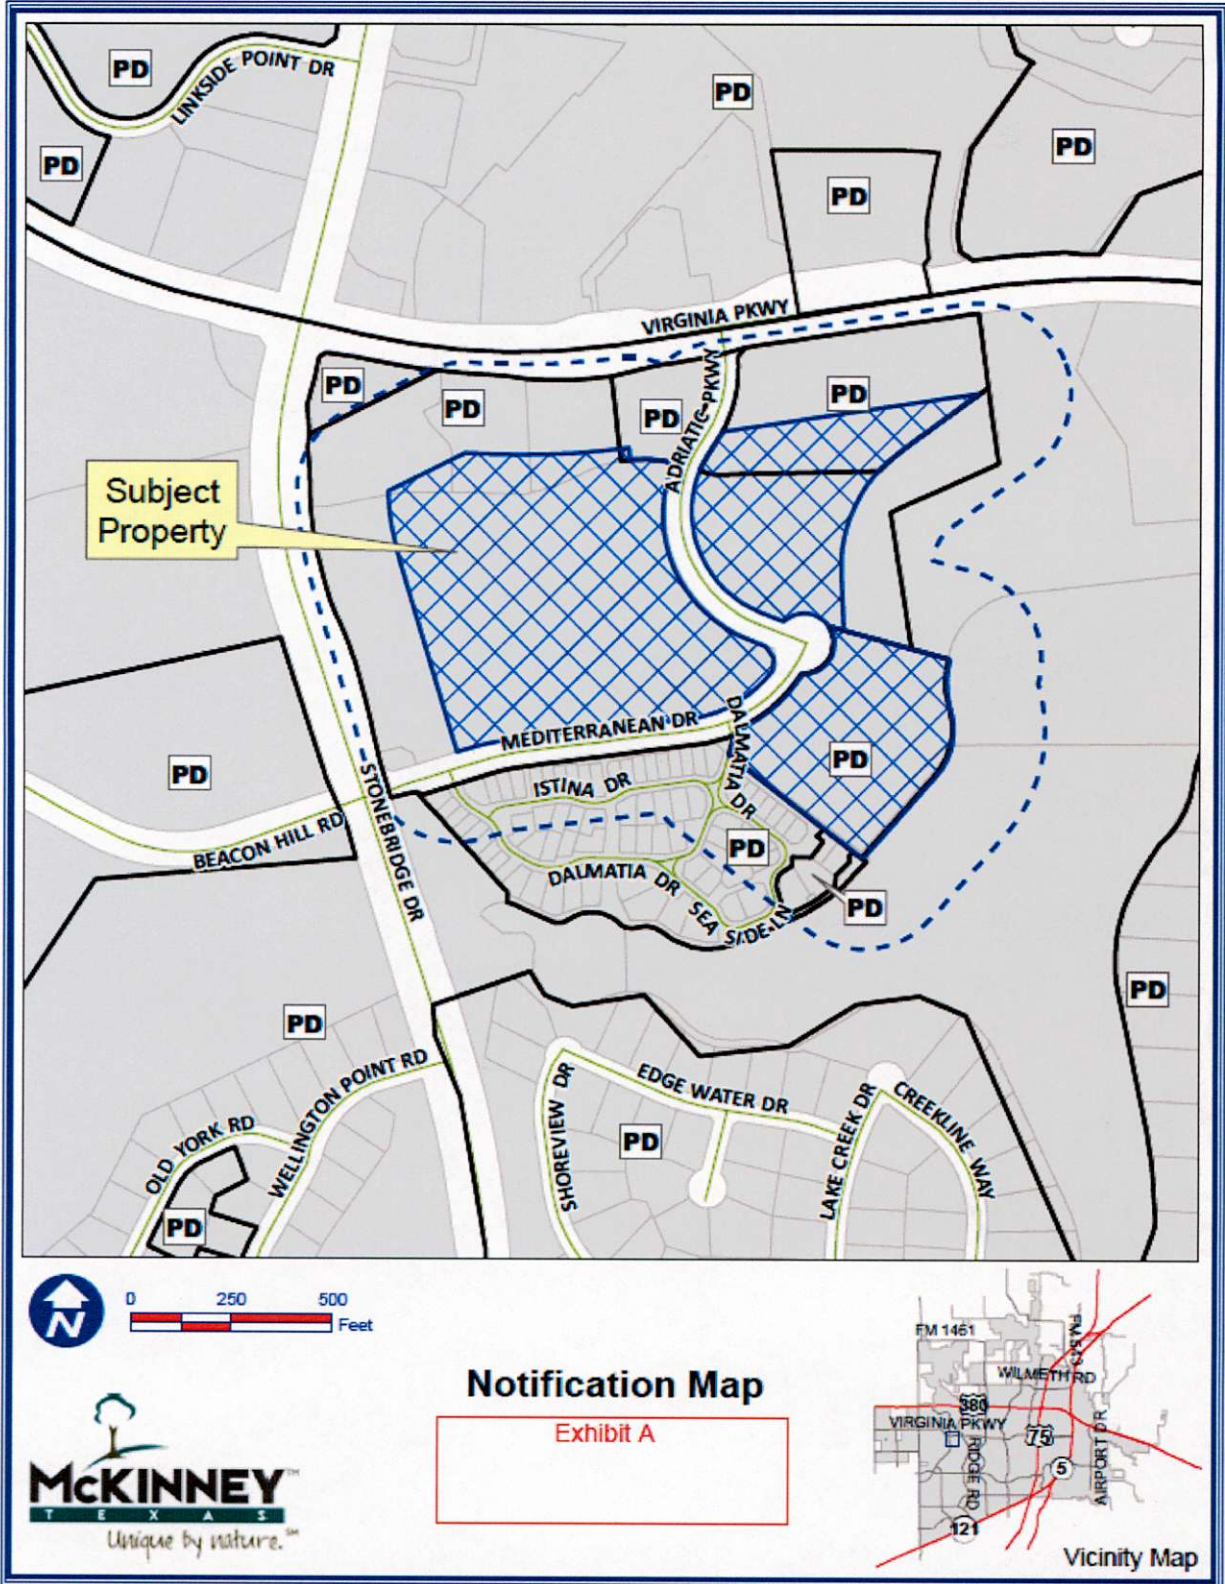 PD
LINKSIDE POINT DR
PD
PD
PD
PD
VIRGINIA PKWY
PD
PD
PD
PD
ADRIATIC PKWY
Subject
Property
MEDITERRANEAN DR
DALMATIA DR
PD
PD
ISTINA DR
STONEBRIDGE DR
BEACON HILL RD
PD
DALMATIA DR
SEA SIDE LN
PD
PD
PD
WELLINGTON POINT RD
OLD YORK RD
PD
SHOREVIEW DR
EDGE WATER DR
PD
LAKE CREEK DR
CREEKLINE WAY
N
0 250 500
Feet
Notification Map
Exhibit A
McKINNEY™
TEXAS
Unique by nature.℠
FM 1461
FM 543
WILMETH RD
380
VIRGINIA PKWY
75
RIDGE RD
5
AIRPORT DR
121
Vicinity Map